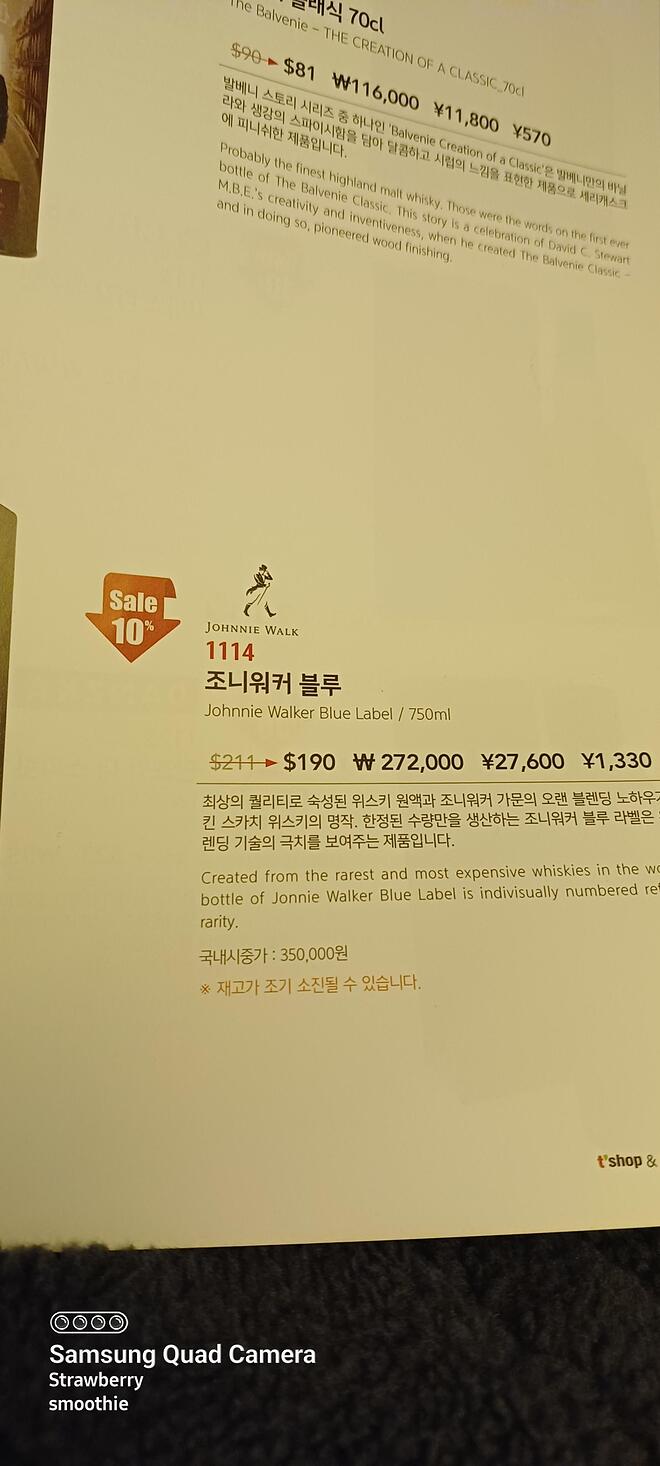 클래식 70cl
The Balvenie – THE CREATION OF A CLASSIC_70cl
$90 ► $81 ₩116,000 ¥11,800 ¥570
발베니 스토리 시리즈 중 하나인 'Balvenie Creation of a Classic'은 발베니만의 바닐
라와 생강의 스파이시함을 담아 달콤하고 시럽의 느낌을 표현한 제품으로 셰리캐스크
에 피니쉬한 제품입니다.
Probably the finest highland malt whisky. Those were the words on the first ever
bottle of The Balvenie Classic. This story is a celebration of David C. Stewart
M.B.E.'s creativity and inventiveness, when he created The Balvenie Classic –
and in doing so, pioneered wood finishing.
Sale
10%
JOHNNIE WALK
1114
조니워커 블루
Johnnie Walker Blue Label / 750ml
$211 ► $190 ₩ 272,000 ¥27,600 ¥1,330
최상의 퀄리티로 숙성된 위스키 원액과 조니워커 가문의 오랜 블렌딩 노하우
킨 스카치 위스키의 명작. 한정된 수량만을 생산하는 조니워커 블루 라벨은
렌딩 기술의 극치를 보여주는 제품입니다.
Created from the rarest and most expensive whiskies in the
bottle of Jonnie Walker Blue Label is indivisually numbered
rarity.
국내시중가 : 350,000원
※ 재고가 조기 소진될 수 있습니다.
t'shop &
Samsung Quad Camera
Strawberry
smoothie